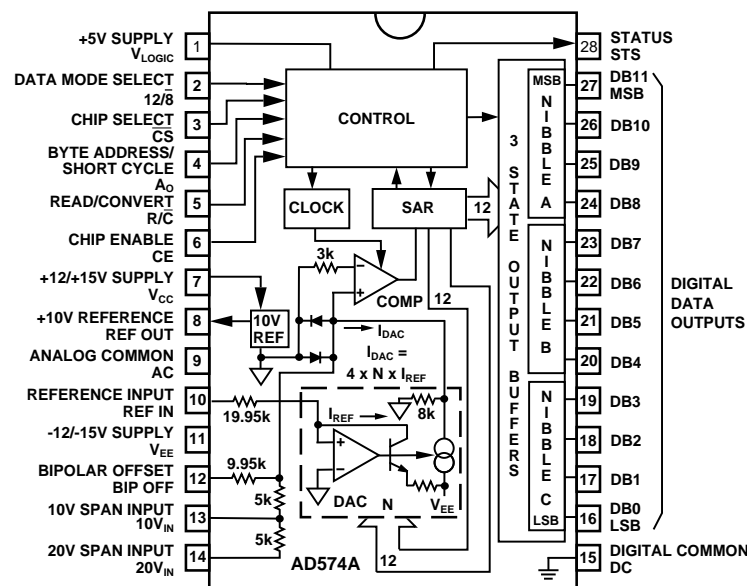 +5V SUPPLY
VLOGIC
1
DATA MODE SELECT
12/8̅
2
CHIP SELECT
C̅S̅
3
BYTE ADDRESS/
SHORT CYCLE
AO
4
READ/CONVERT
R/C̅
5
CHIP ENABLE
CE
6
+12/+15V SUPPLY
VCC
7
+10V REFERENCE
REF OUT
8
ANALOG COMMON
AC
9
REFERENCE INPUT
REF IN
10
-12/-15V SUPPLY
VEE
11
BIPOLAR OFFSET
BIP OFF
12
10V SPAN INPUT
10VIN
13
20V SPAN INPUT
20VIN
14
CONTROL
CLOCK
SAR
12
3k
COMP
12
10V
REF
IDAC
IDAC =
4 x N x IREF
19.95k
IREF
8k
9.95k
5k
5k
DAC
N
VEE
12
AD574A
3 STATE OUTPUT BUFFERS
MSB
NIBBLE A
NIBBLE B
NIBBLE C
LSB
28
STATUS
STS
27
DB11
MSB
26
DB10
25
DB9
24
DB8
23
DB7
22
DB6
21
DB5
20
DB4
19
DB3
18
DB2
17
DB1
16
DB0
LSB
15
DIGITAL COMMON
DC
DIGITAL
DATA
OUTPUTS